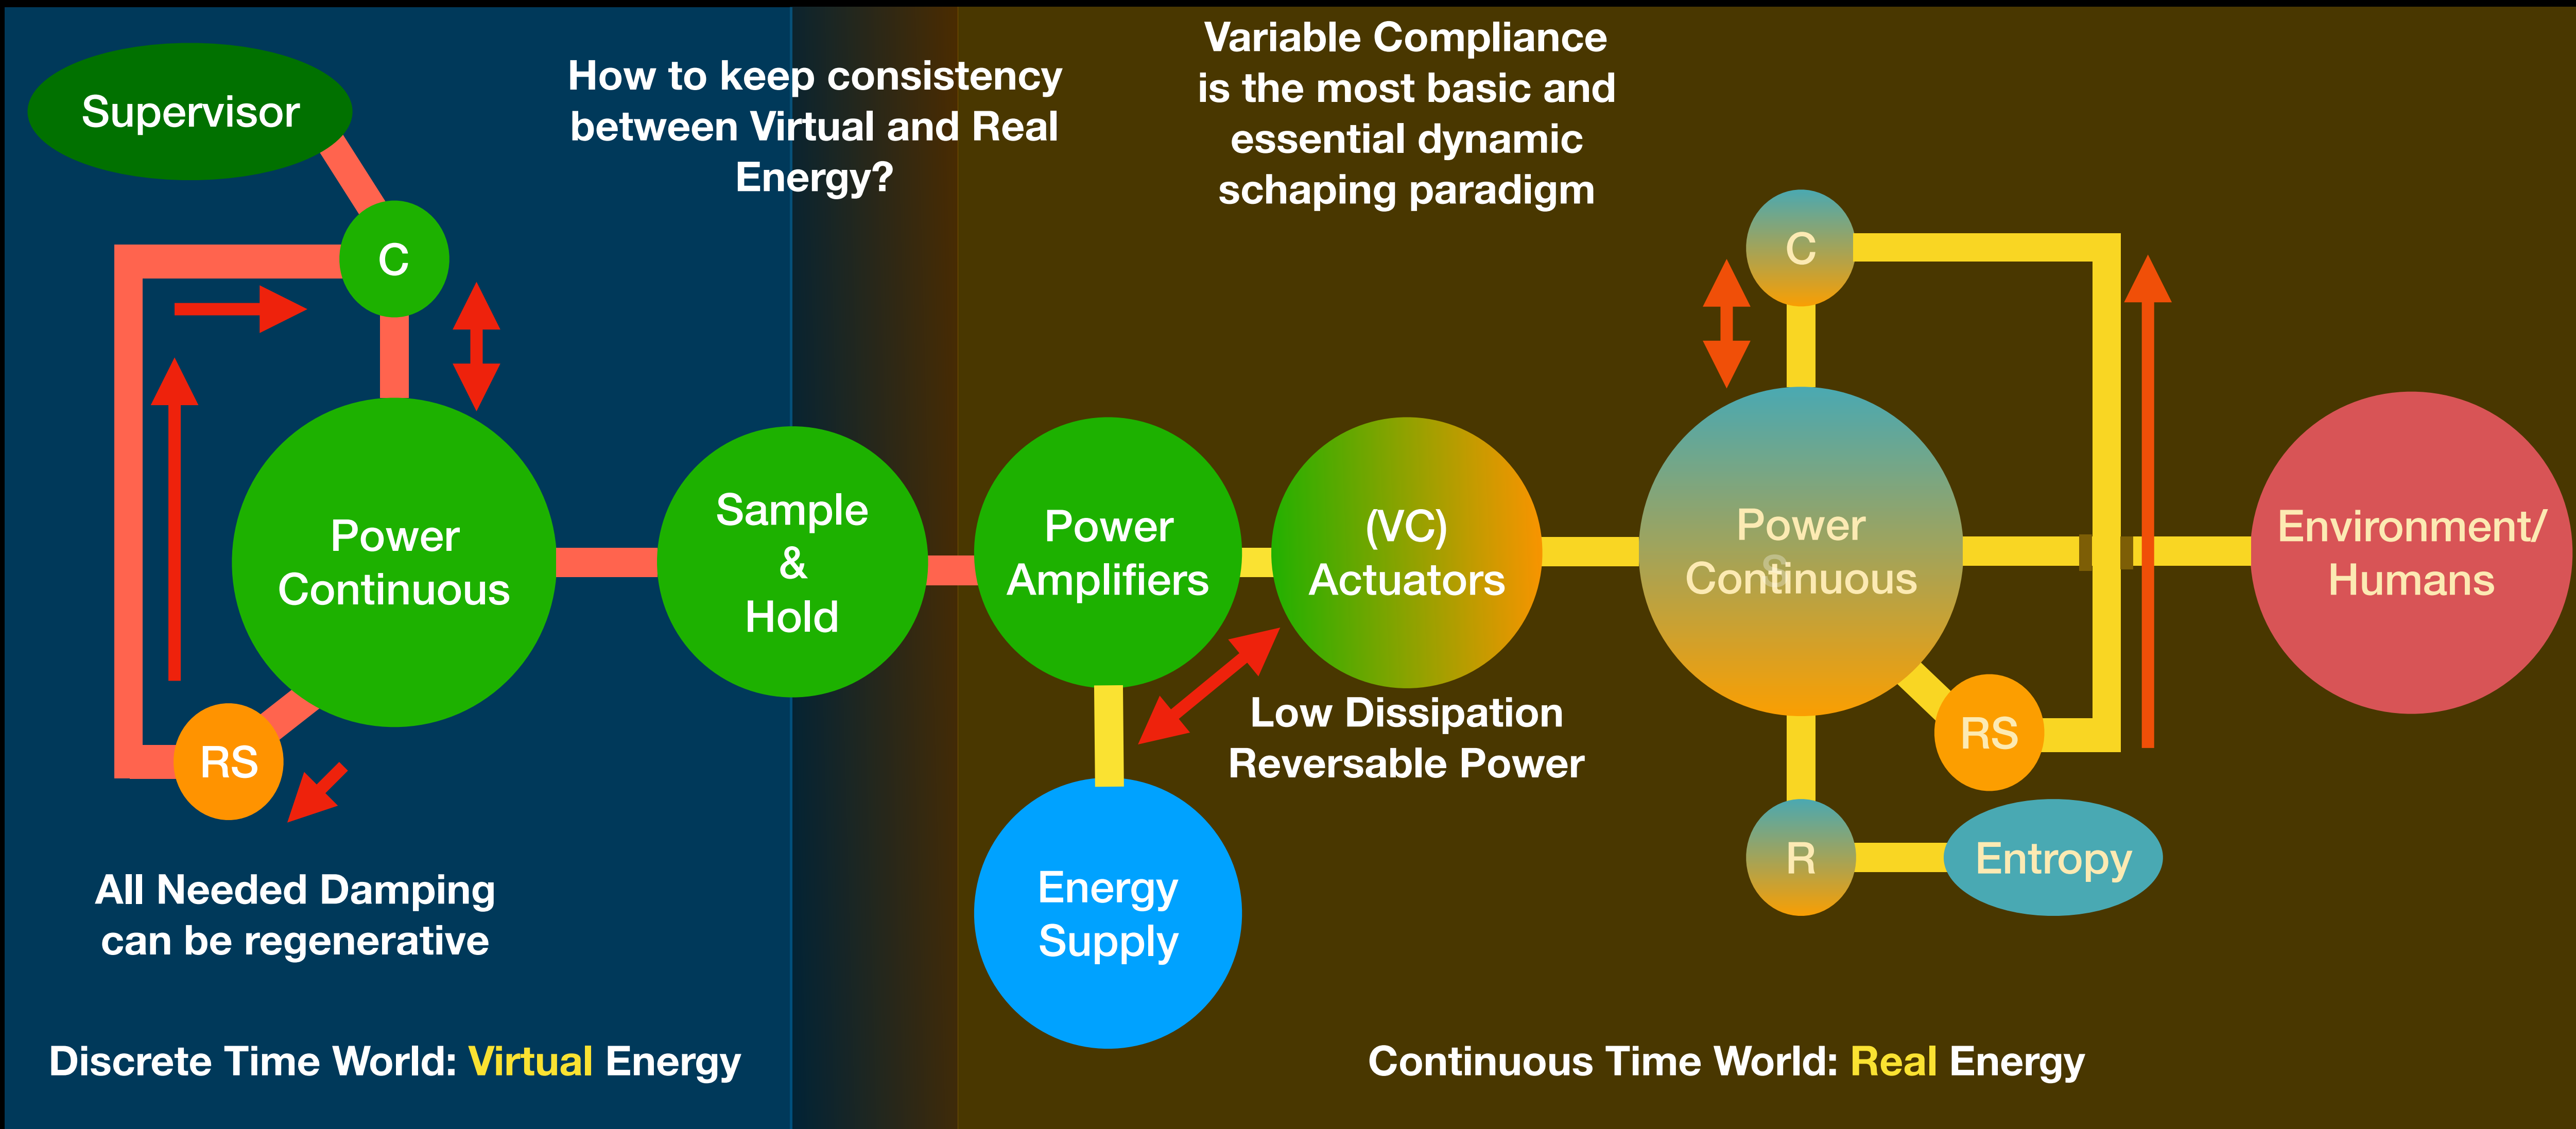 Supervisor
How to keep consistency
between Virtual and Real
Energy?
Variable Compliance
is the most basic and
essential dynamic
schaping paradigm
C
C
Power
Continuous
Sample
&
Hold
Power
Amplifiers
(VC)
Actuators
Power
S
Continuous
Environment/
Humans
RS
Low Dissipation
Reversable Power
RS
R
Entropy
All Needed Damping
can be regenerative
Energy
Supply
Discrete Time World: Virtual Energy
Continuous Time World: Real Energy